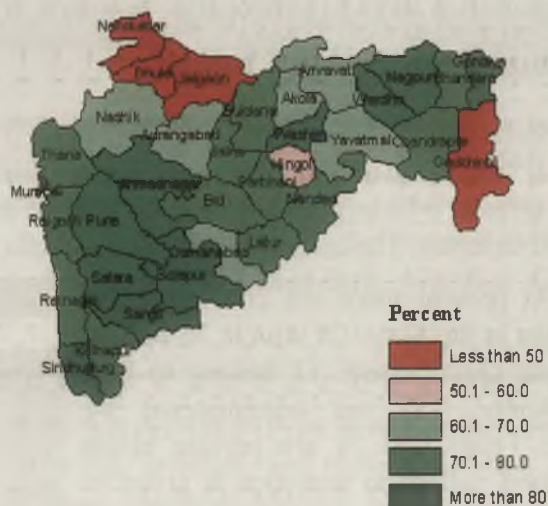 Nandurbar
Dhule
Jalgaon
Nashik
Aurangabad
Buldana
Akola
Amravati
Washim
Yavatmal
Wardha
Nagpur
Bhandara
Gondiya
Chandrapur
Gadchiroli
Hingoli
Parbhani
Nanded
Jalna
Thane
Mumbai
Raigarh
Pune
Ahmadnagar
Bid
Latur
Osmanabad
Solapur
Satara
Ratnagiri
Sangli
Kolhapur
Sindhudurg
Percent
Less than 50
50.1 - 60.0
60.1 - 70.0
70.1 - 80.0
More than 80